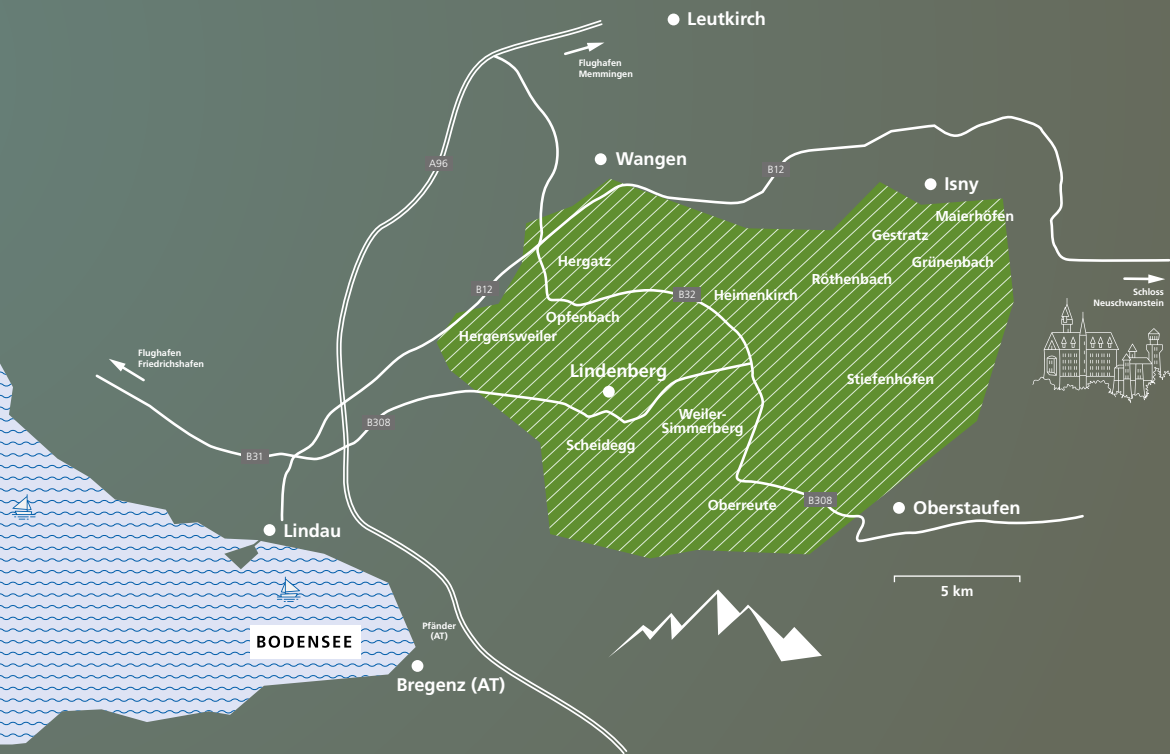 Leutkirch
Flughafen
Memmingen
A96
Wangen
B12
Isny
Maierhöfen
Gestratz
Hergatz
Grünenbach
Röthenbach
Schloss
Neuschwanstein
B12
B32
Heimenkirch
Opfenbach
Hergensweiler
Flughafen
Friedrichshafen
Lindenberg
Stiefenhofen
B308
Weiler-
Simmerberg
Scheidegg
B31
B308
Oberreute
Oberstaufen
Lindau
5 km
Pfänder
(AT)
BODENSEE
Bregenz (AT)